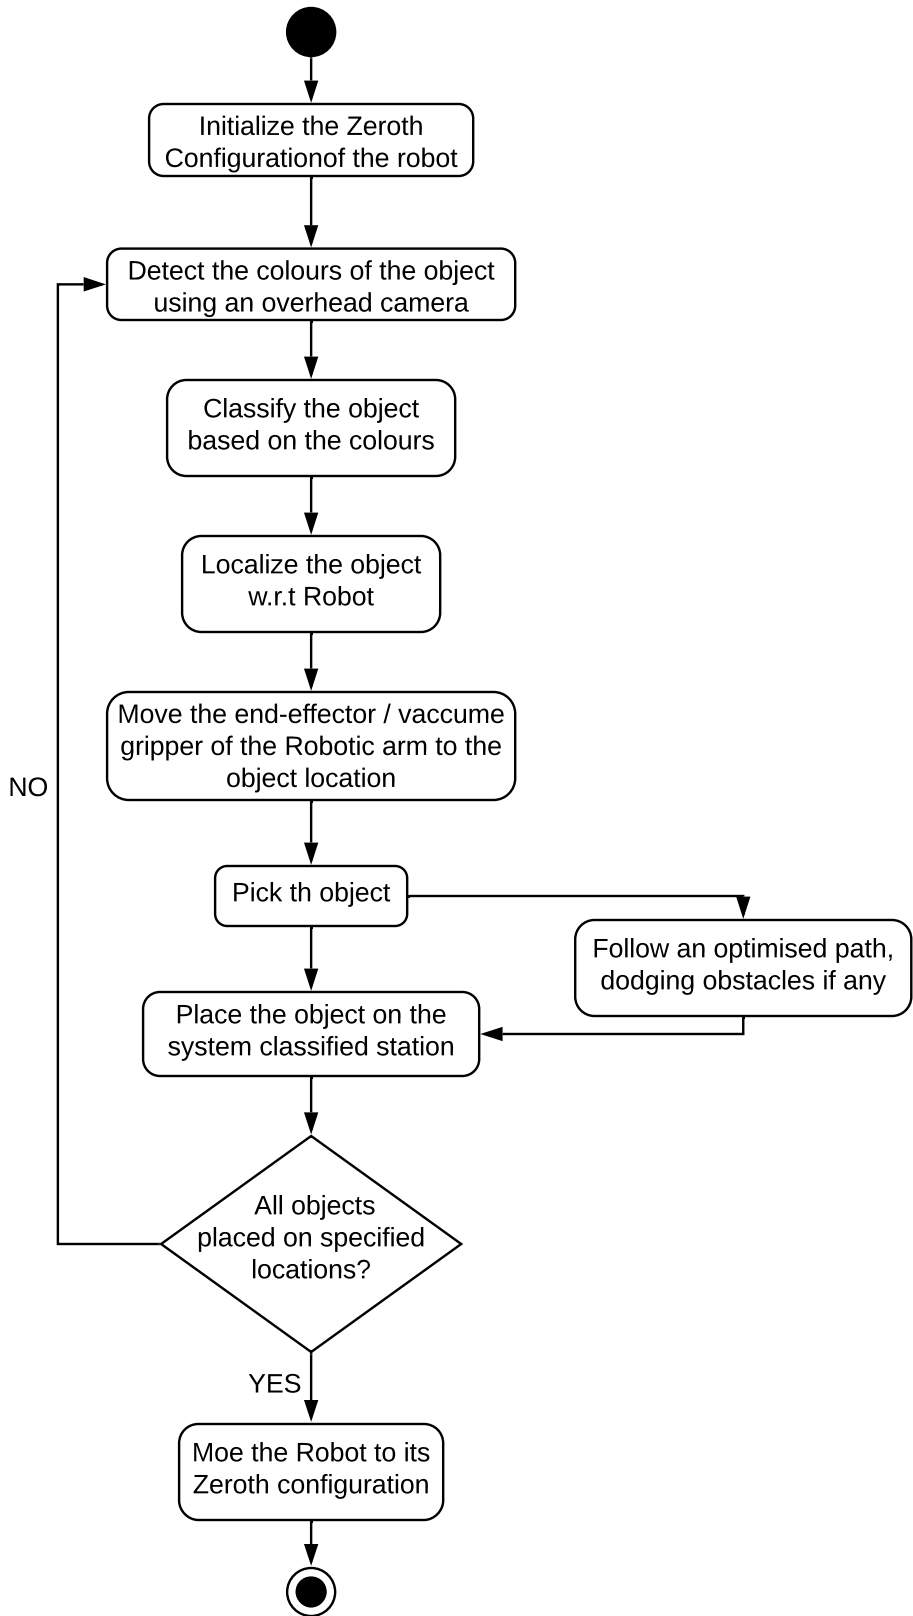 Initialize the Zeroth
Configurationof the robot
Detect the colours of the object
using an overhead camera
Classify the object
based on the colours
Localize the object
w.r.t Robot
Move the end-effector / vaccume
gripper of the Robotic arm to the
object location
NO
Pick th object
Follow an optimised path,
dodging obstacles if any
Place the object on the
system classified station
All objects
placed on specified
locations?
YES
Moe the Robot to its
Zeroth configuration